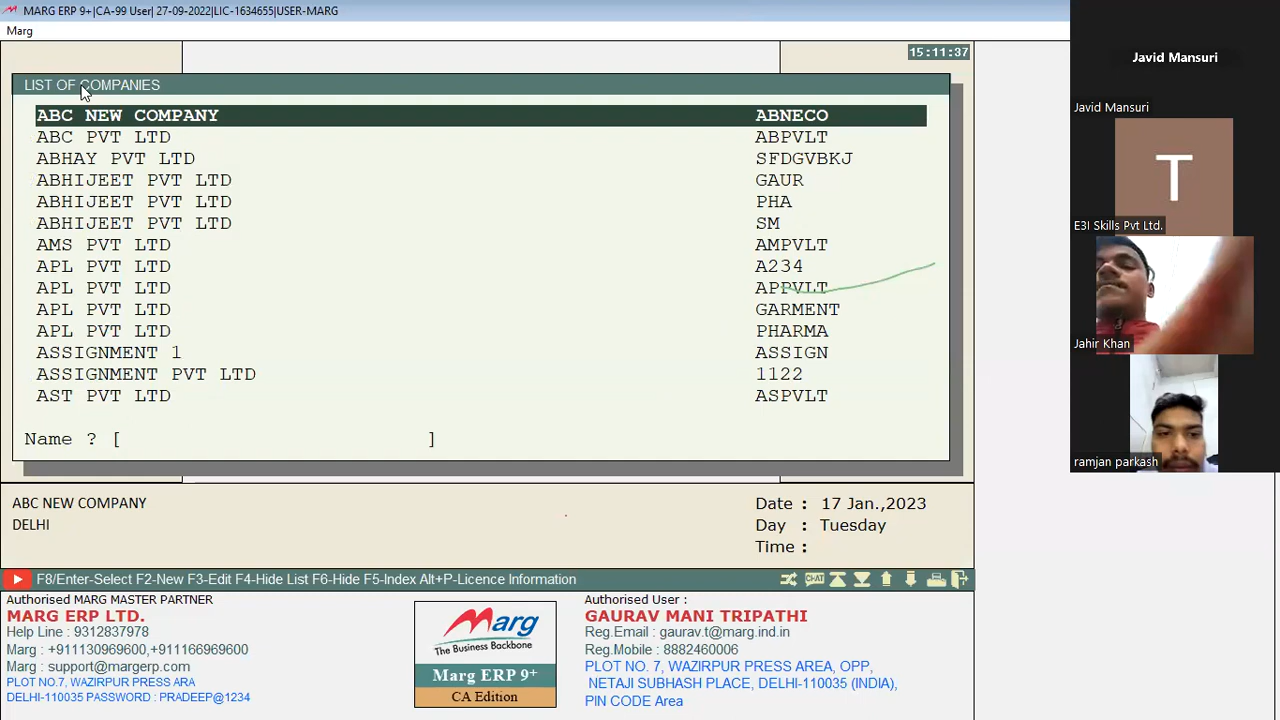 MARG ERP 9+|CA-99 User| 27-09-2022|LIC-1634655|USER-MARG
Marg
15:11:37
LIST OF COMPANIES
ABC NEW COMPANY ABNECO
ABC PVT LTD ABPVLT
ABHAY PVT LTD SFDGVBKJ
ABHIJEET PVT LTD GAUR
ABHIJEET PVT LTD PHA
ABHIJEET PVT LTD SM
AMS PVT LTD AMPVLT
APL PVT LTD A234
APL PVT LTD APPVLT
APL PVT LTD GARMENT
APL PVT LTD PHARMA
ASSIGNMENT 1 ASSIGN
ASSIGNMENT PVT LTD 1122
AST PVT LTD ASPVLT
Name ? [ ]
ABC NEW COMPANY
DELHI
Date : 17 Jan.,2023
Day : Tuesday
Time :
F8/Enter-Select F2-New F3-Edit F4-Hide List F6-Hide F5-Index Alt+P-Licence Information
CHAT
Authorised MARG MASTER PARTNER
MARG ERP LTD.
Help Line : 9312837978
Marg : +911130969600,+911166969600
Marg : support@margerp.com
PLOT NO.7, WAZIRPUR PRESS ARA
DELHI-110035 PASSWORD : PRADEEP@1234
Marg
The Business Backbone
Marg ERP 9+
CA Edition
Authorised User :
GAURAV MANI TRIPATHI
Reg.Email : gaurav.t@marg.ind.in
Reg.Mobile : 8882460006
PLOT NO. 7, WAZIRPUR PRESS AREA, OPP,
NETAJI SUBHASH PLACE, DELHI-110035 (INDIA),
PIN CODE Area
Javid Mansuri
Javid Mansuri
T
E3I Skills Pvt Ltd.
Jahir Khan
ramjan parkash